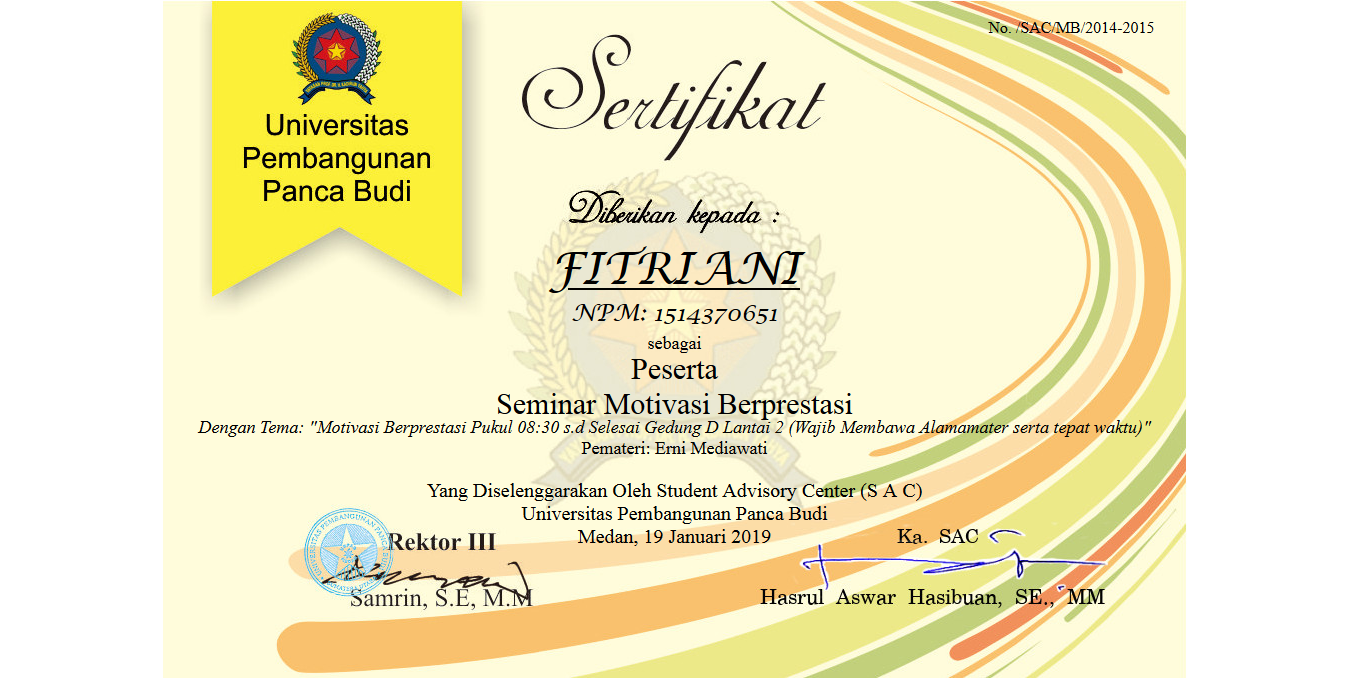 No. /SAC/MB/2014-2015
Sertifikat
Universitas
Pembangunan
Panca Budi
Diberikan kepada :
FITRIANI
NPM: 1514370651
sebagai
Peserta
Seminar Motivasi Berprestasi
Dengan Tema: "Motivasi Berprestasi Pukul 08:30 s.d Selesai Gedung D Lantai 2 (Wajib Membawa Alamamater serta tepat waktu)"
Pemateri: Erni Mediawati
Yang Diselenggarakan Oleh Student Advisory Center (S A C)
Universitas Pembangunan Panca Budi
Medan, 19 Januari 2019
Rektor III
Samrin, S.E, M.M
Ka. SAC
Hasrul Aswar Hasibuan, SE., MM